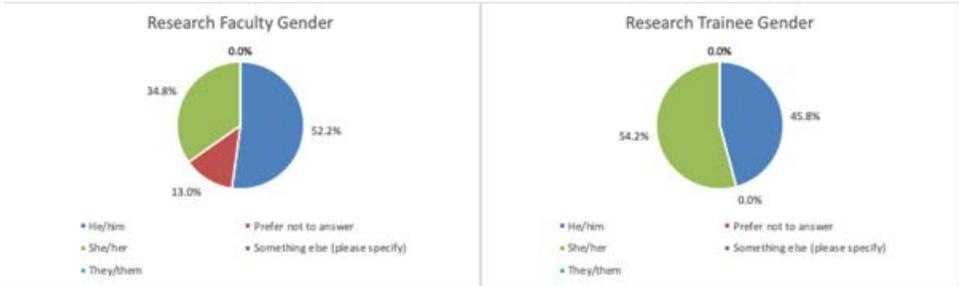 Research Faculty Gender
0.0%
34.8%
52.2%
13.0%
He/him
Prefer not to answer
She/her
Something else (please specify)
They/them
Research Trainee Gender
0.0%
45.8%
54.2%
0.0%
He/him
Prefer not to answer
She/her
Something else (please specify)
They/them